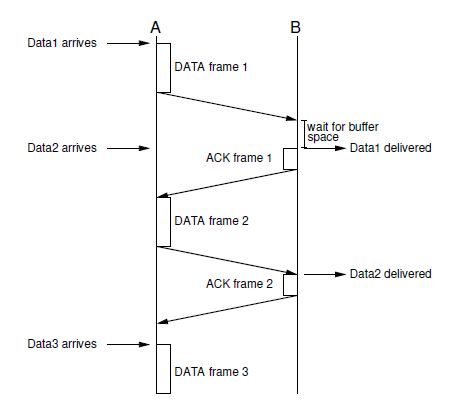 A
B
Data1 arrives
DATA frame 1
wait for buffer
space
Data2 arrives
ACK frame 1
Data1 delivered
DATA frame 2
Data2 delivered
ACK frame 2
Data3 arrives
DATA frame 3